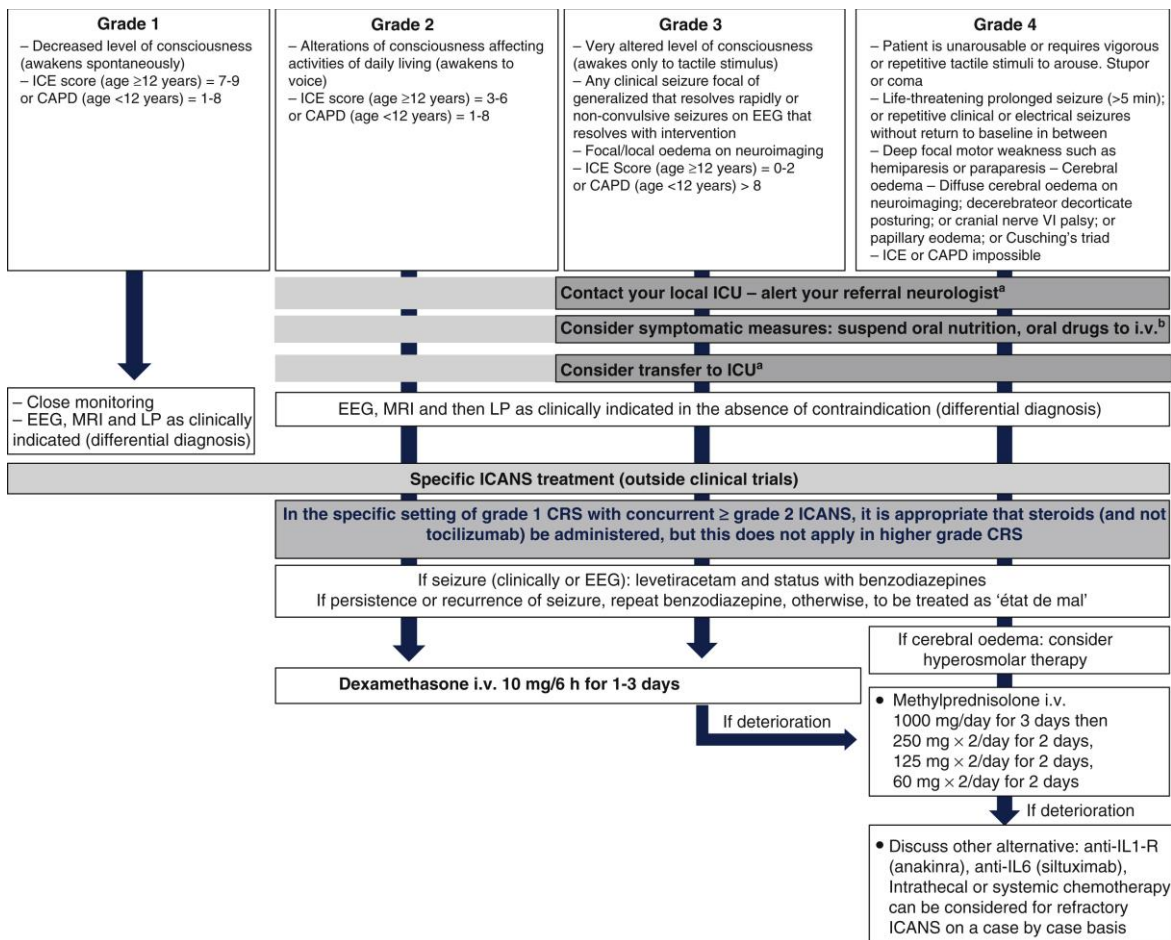 Grade 1
– Decreased level of consciousness
(awakens spontaneously)
– ICE score (age ≥12 years) = 7-9
or CAPD (age <12 years) = 1-8
Grade 2
– Alterations of consciousness affecting
activities of daily living (awakens to
voice)
– ICE score (age ≥12 years) = 3-6
or CAPD (age <12 years) = 1-8
Grade 3
– Very altered level of consciousness
(awakes only to tactile stimulus)
– Any clinical seizure focal of
generalized that resolves rapidly or
non-convulsive seizures on EEG that
resolves with intervention
– Focal/local oedema on neuroimaging
– ICE Score (age ≥12 years) = 0-2
or CAPD (age <12 years) > 8
Grade 4
– Patient is unarousable or requires vigorous
or repetitive tactile stimuli to arouse. Stupor
or coma
– Life-threatening prolonged seizure (>5 min);
or repetitive clinical or electrical seizures
without return to baseline in between
– Deep focal motor weakness such as
hemiparesis or paraparesis – Cerebral
oedema – Diffuse cerebral oedema on
neuroimaging; decerebrateor decorticate
posturing; or cranial nerve VI palsy; or
papillary eodema; or Cusching's triad
– ICE or CAPD impossible
Contact your local ICU – alert your referral neurologistᵃ
Consider symptomatic measures: suspend oral nutrition, oral drugs to i.v.ᵇ
Consider transfer to ICUᵃ
– Close monitoring
– EEG, MRI and LP as clinically
indicated (differential diagnosis)
EEG, MRI and then LP as clinically indicated in the absence of contraindication (differential diagnosis)
Specific ICANS treatment (outside clinical trials)
In the specific setting of grade 1 CRS with concurrent ≥ grade 2 ICANS, it is appropriate that steroids (and not
tocilizumab) be administered, but this does not apply in higher grade CRS
If seizure (clinically or EEG): levetiracetam and status with benzodiazepines
If persistence or recurrence of seizure, repeat benzodiazepine, otherwise, to be treated as 'état de mal'
If cerebral oedema: consider
hyperosmolar therapy
Dexamethasone i.v. 10 mg/6 h for 1-3 days
If deterioration
• Methylprednisolone i.v.
1000 mg/day for 3 days then
250 mg × 2/day for 2 days,
125 mg × 2/day for 2 days,
60 mg × 2/day for 2 days
If deterioration
• Discuss other alternative: anti-IL1-R
(anakinra), anti-IL6 (siltuximab),
Intrathecal or systemic chemotherapy
can be considered for refractory
ICANS on a case by case basis